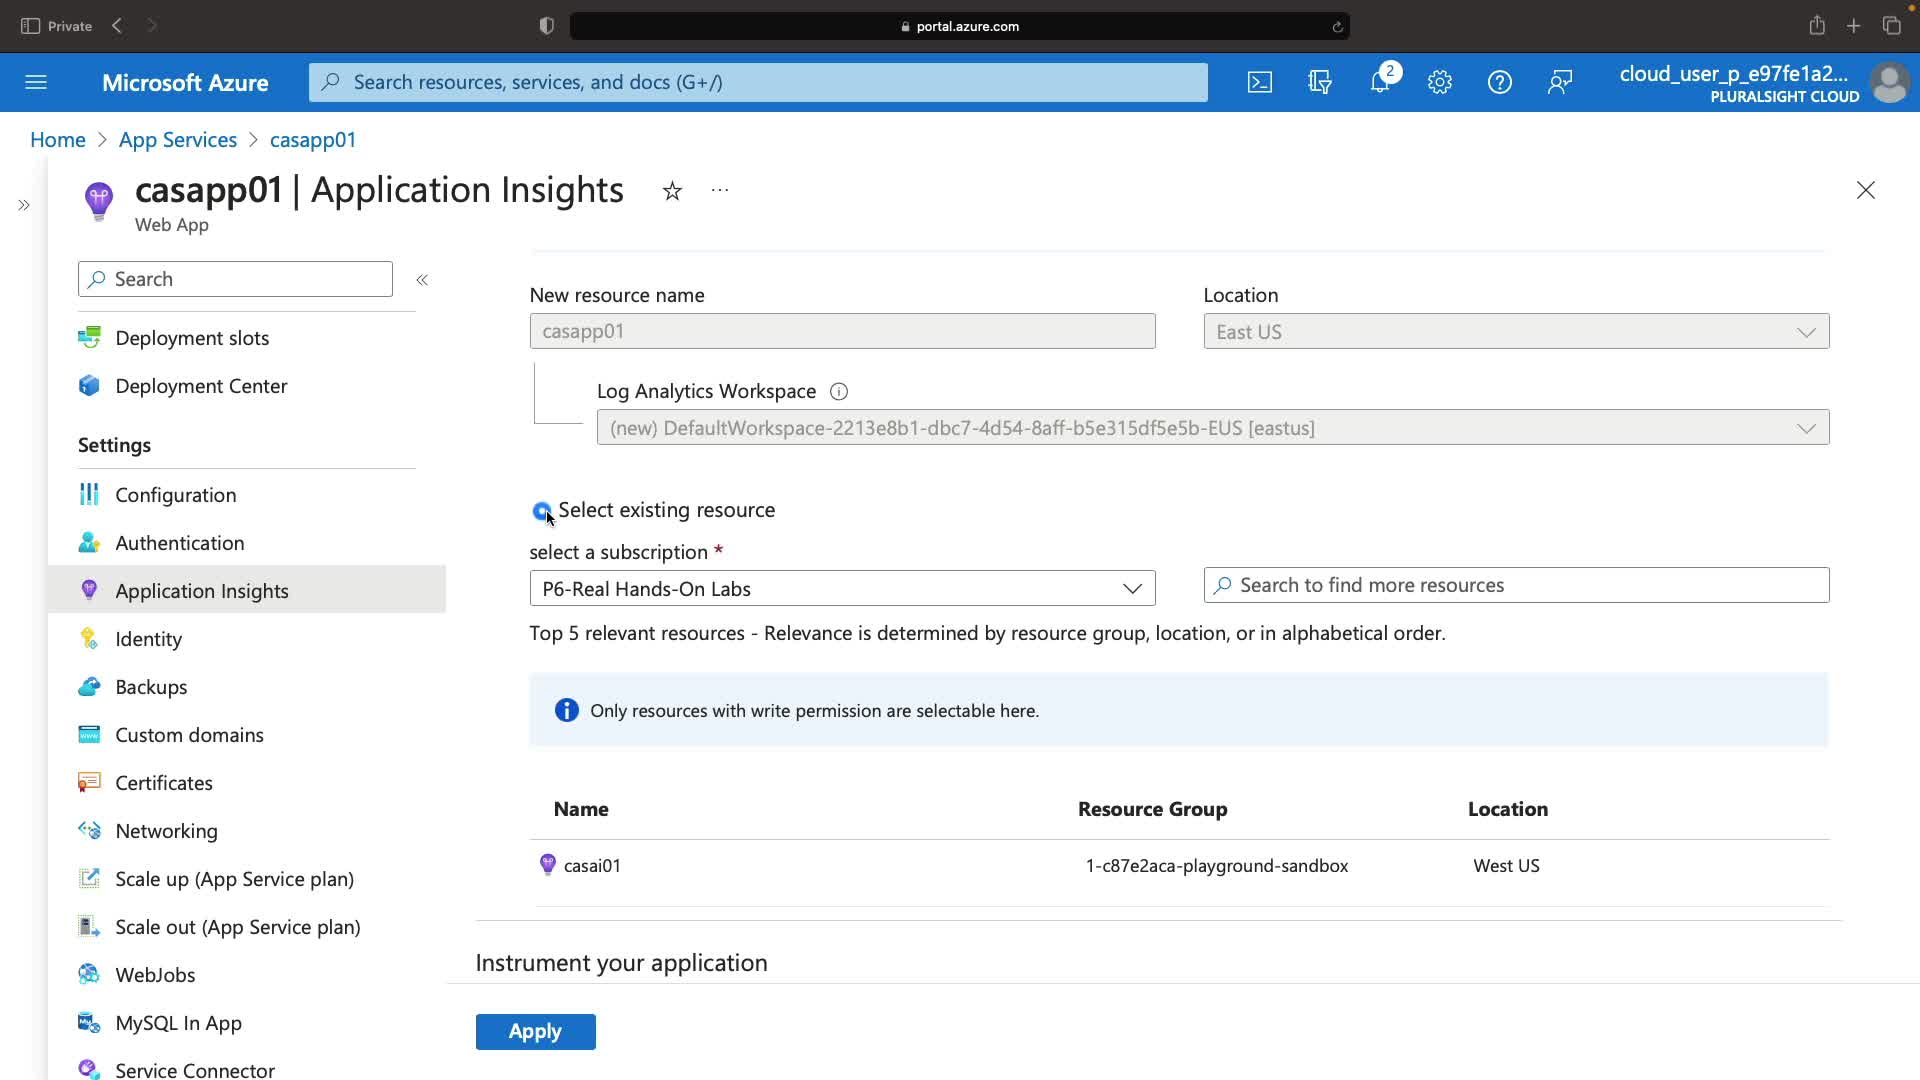 Private
portal.azure.com
Microsoft Azure
Search resources, services, and docs (G+/)
2
cloud_user_p_e97fe1a2...
PLURALSIGHT CLOUD
Home > App Services > casapp01
casapp01 | Application Insights
Web App
Search
Deployment slots
Deployment Center
Settings
Configuration
Authentication
Application Insights
Identity
Backups
Custom domains
Certificates
Networking
Scale up (App Service plan)
Scale out (App Service plan)
WebJobs
MySQL In App
Service Connector
New resource name
Location
casapp01
East US
Log Analytics Workspace
(new) DefaultWorkspace-2213e8b1-dbc7-4d54-8aff-b5e315df5e5b-EUS [eastus]
Select existing resource
select a subscription *
P6-Real Hands-On Labs
Search to find more resources
Top 5 relevant resources - Relevance is determined by resource group, location, or in alphabetical order.
Only resources with write permission are selectable here.
Name Resource Group Location
casai01 1-c87e2aca-playground-sandbox West US
Instrument your application
Apply